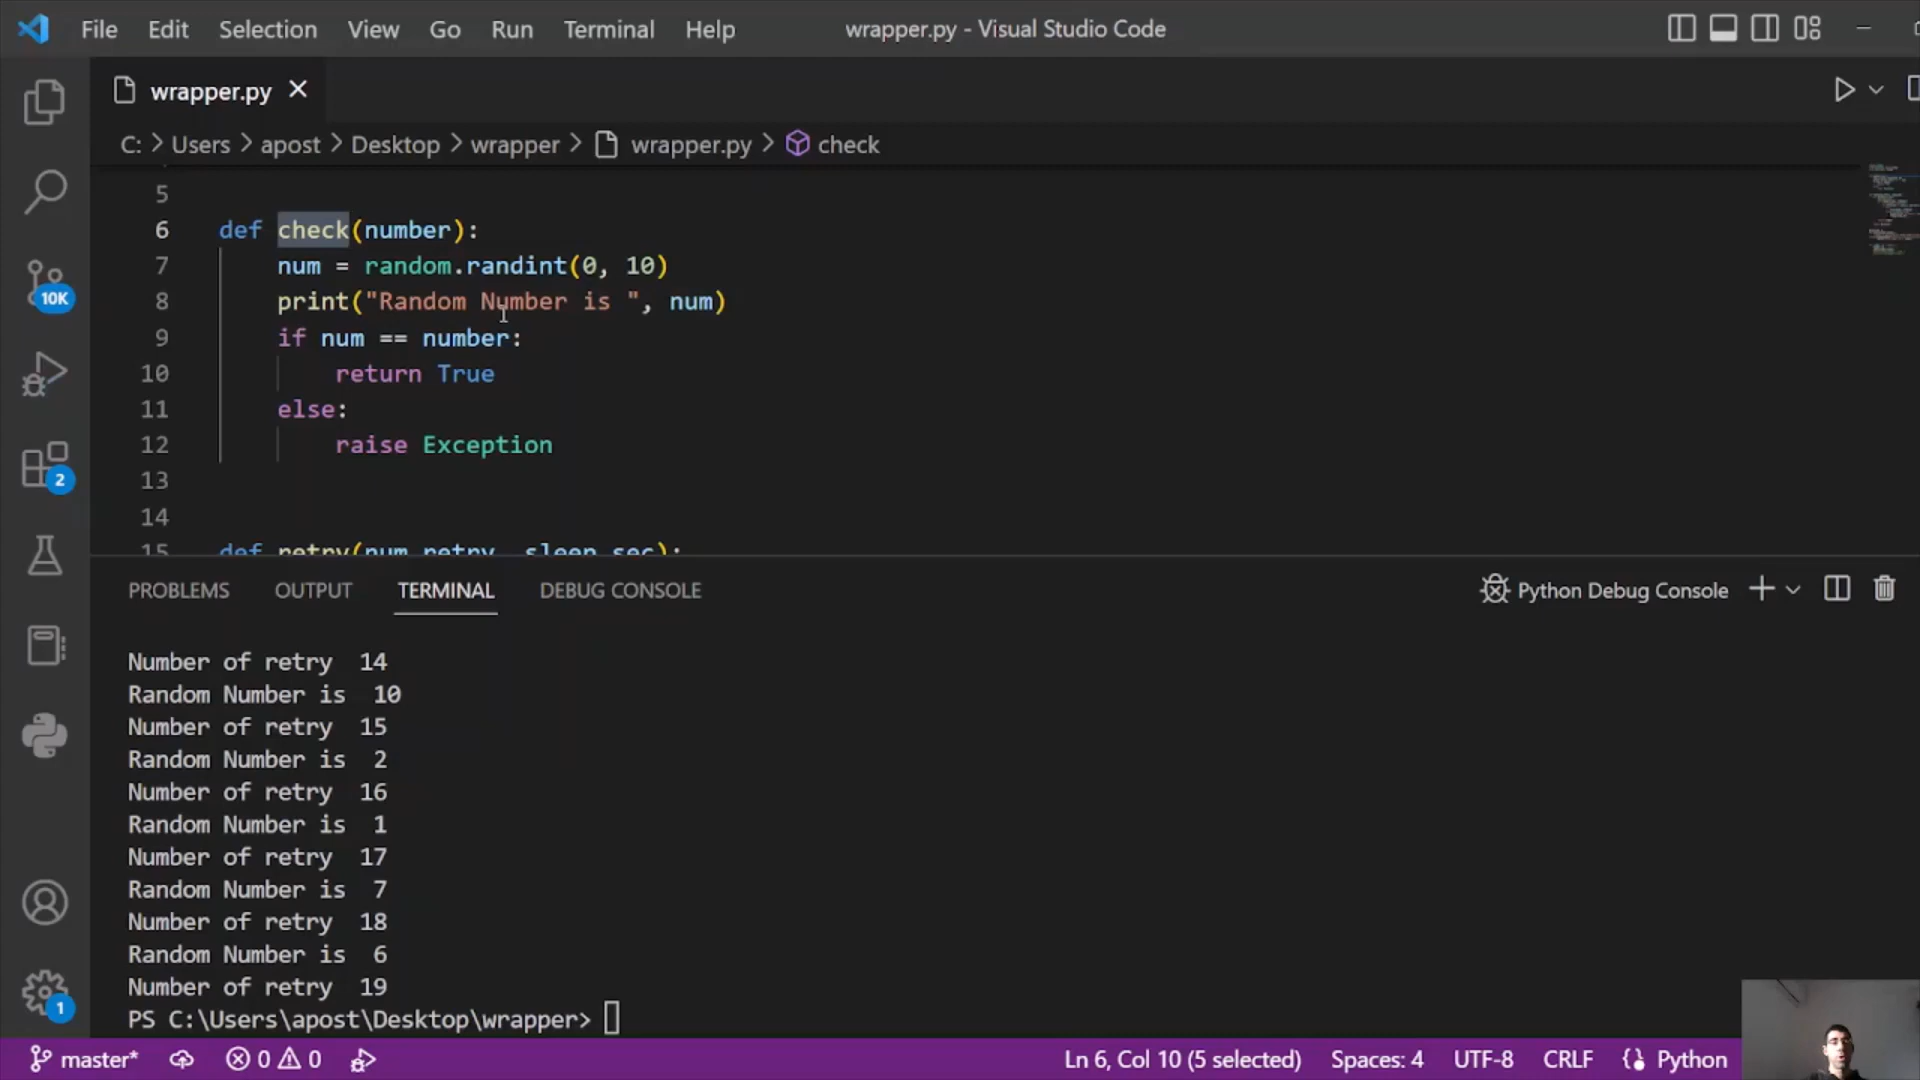 File Edit Selection View Go Run Terminal Help wrapper.py - Visual Studio Code
wrapper.py
C: > Users > apost > Desktop > wrapper > wrapper.py > check
5
6 def check(number):
7 num = random.randint(0, 10)
8 print("Random Number is ", num)
9 if num == number:
10 return True
11 else:
12 raise Exception
13
14
15 def retry(num_retry, sleep_sec):
PROBLEMS OUTPUT TERMINAL DEBUG CONSOLE Python Debug Console
Number of retry  14
Random Number is  10
Number of retry  15
Random Number is  2
Number of retry  16
Random Number is  1
Number of retry  17
Random Number is  7
Number of retry  18
Random Number is  6
Number of retry  19
PS C:\Users\apost\Desktop\wrapper>
10K
2
1
master* 0 0 Ln 6, Col 10 (5 selected) Spaces: 4 UTF-8 CRLF Python